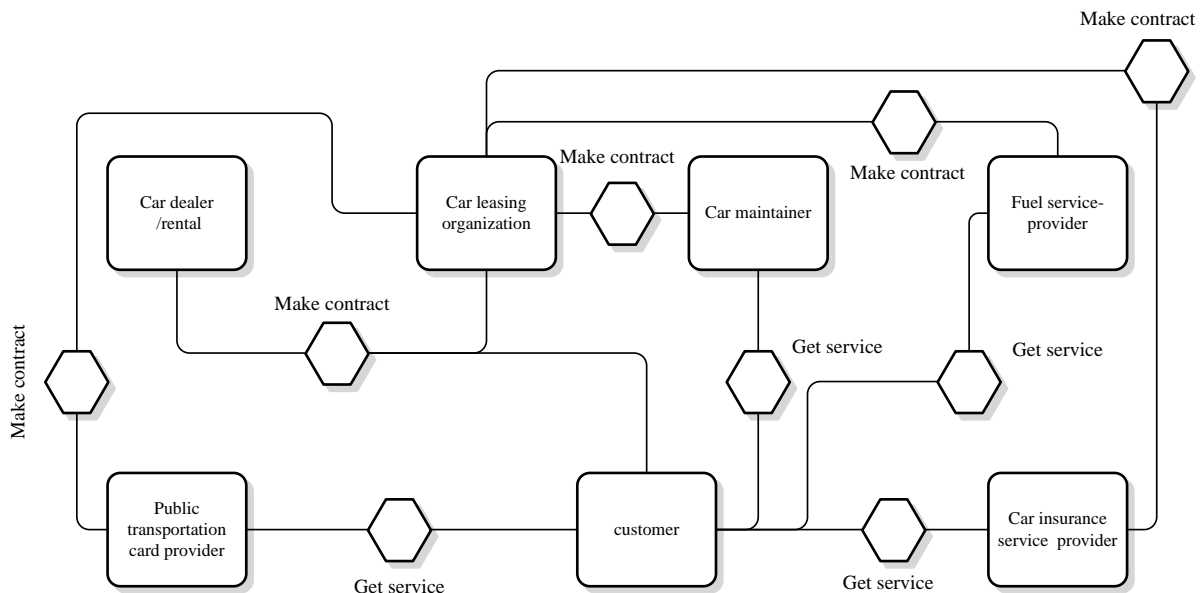 Make contract
Make contract
Make contract
Car dealer
/rental
Car leasing
organization
Car maintainer
Fuel service-
provider
Make contract
Make contract
Get service
Get service
Public
transportation
card provider
customer
Car insurance
service provider
Get service
Get service